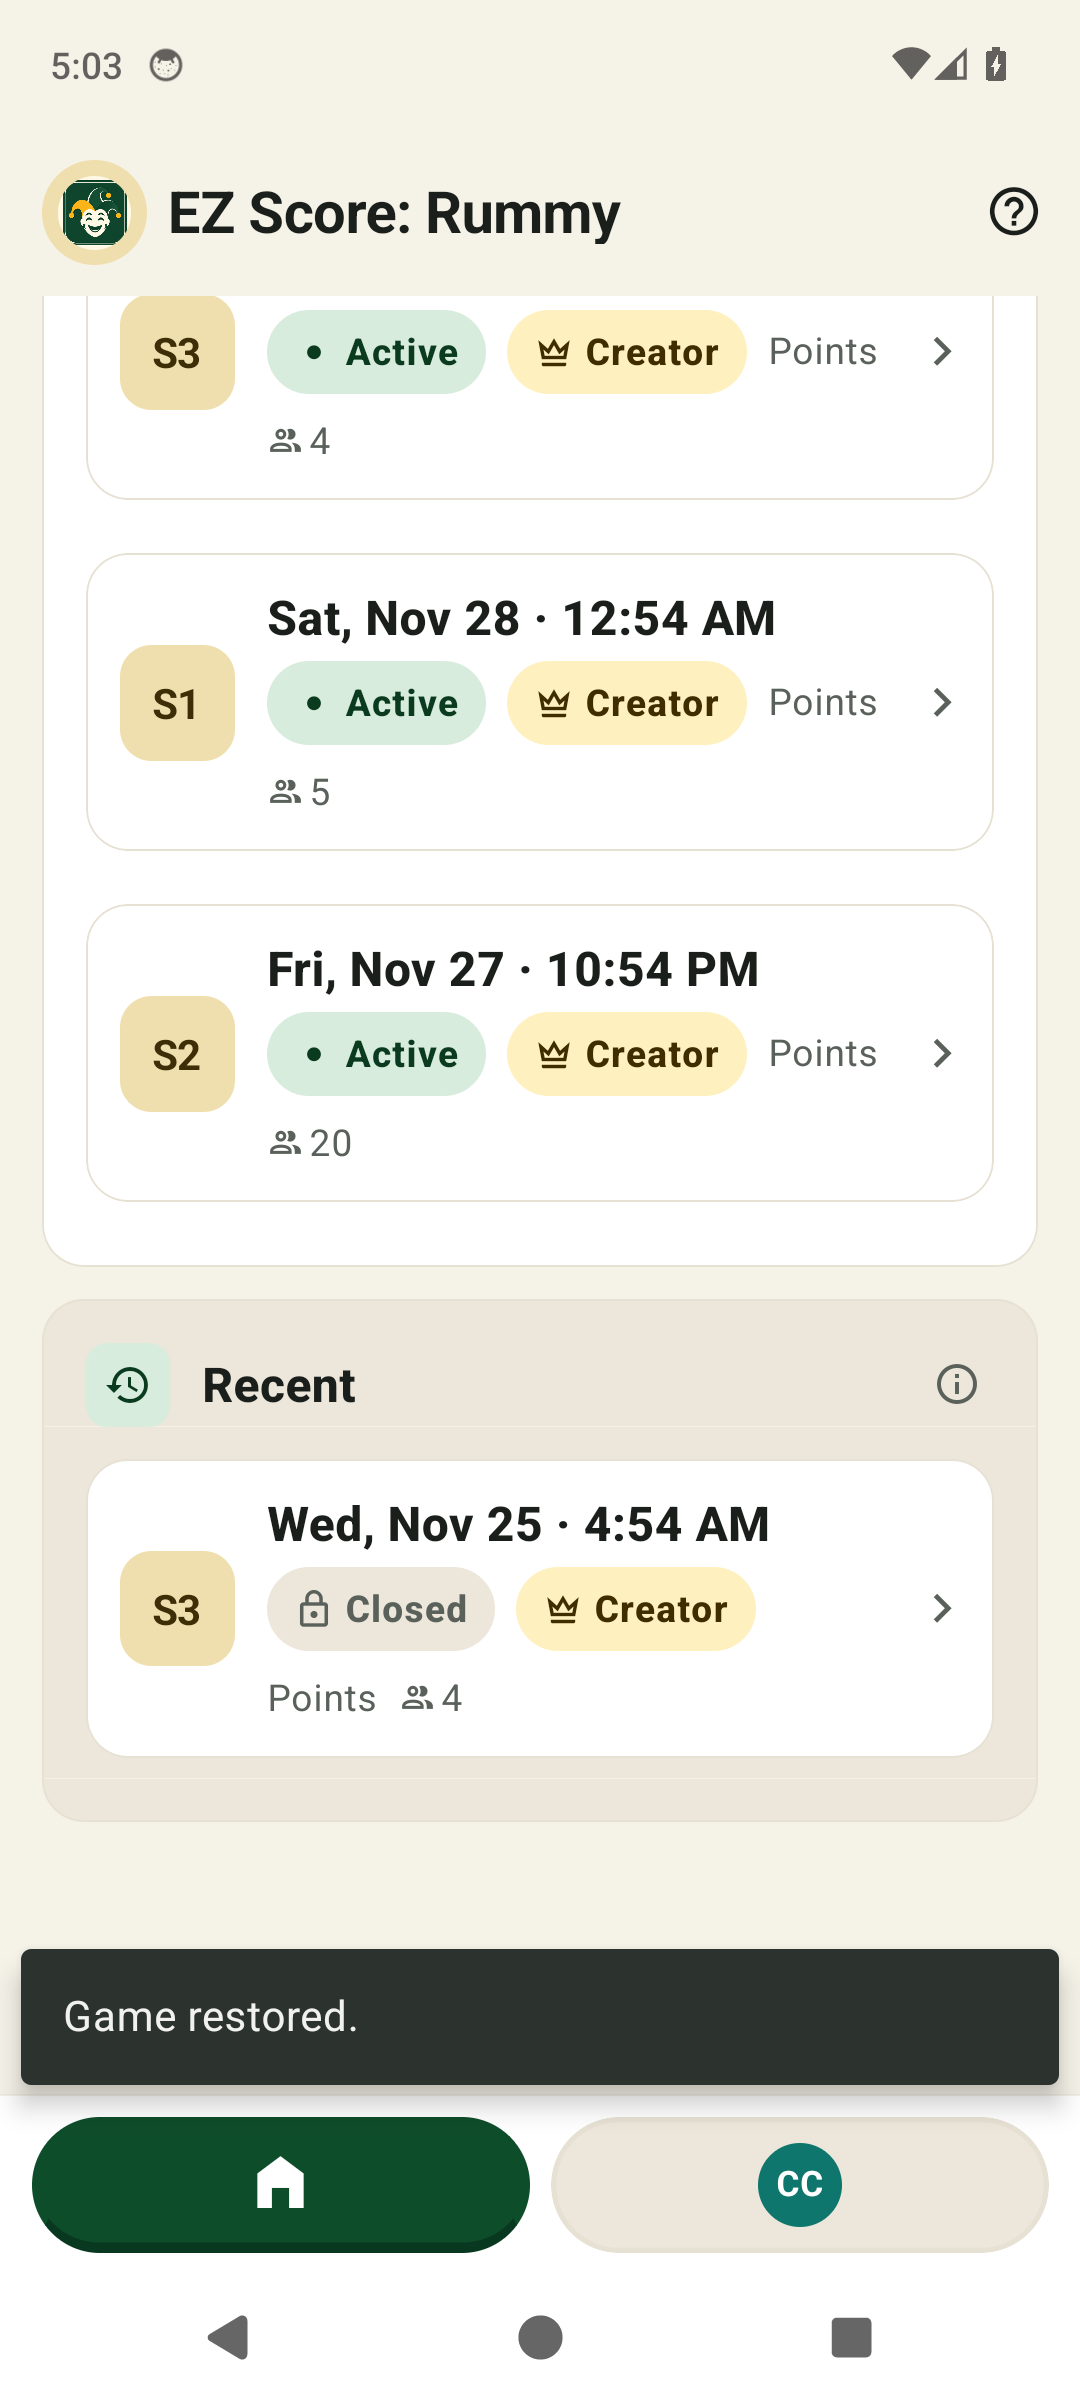 5:03
EZ Score: Rummy
S3
Active
Creator
Points
4
Sat, Nov 28 · 12:54 AM
S1
Active
Creator
Points
5
Fri, Nov 27 · 10:54 PM
S2
Active
Creator
Points
20
Recent
Wed, Nov 25 · 4:54 AM
S3
Closed
Creator
Points
4
Game restored.
CC